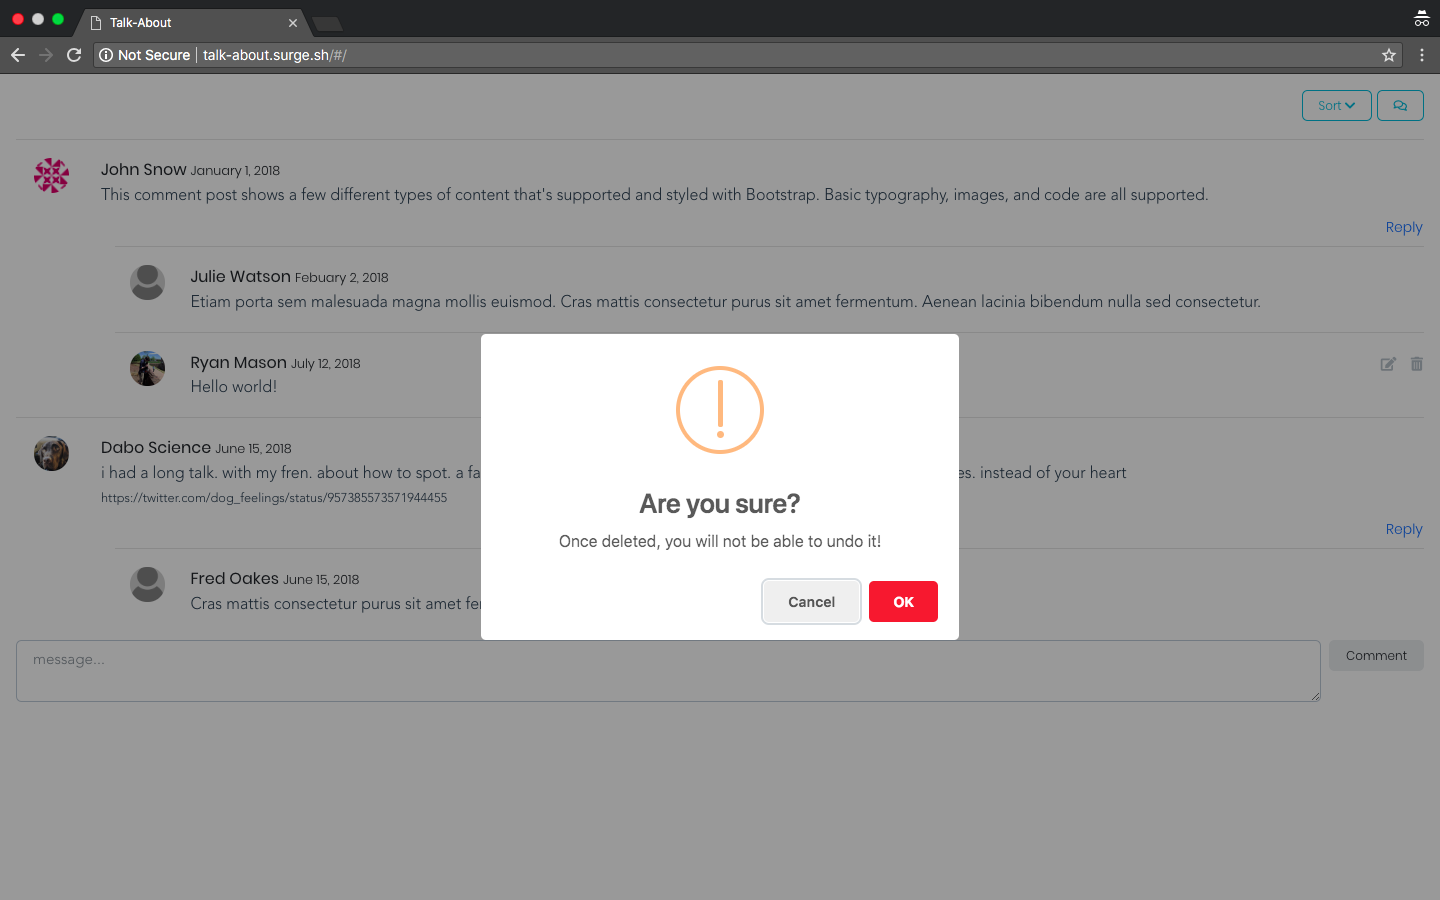 Talk-About
Not Secure talk-about.surge.sh/#/
Sort
John Snow January 1, 2018
This comment post shows a few different types of content that's supported and styled with Bootstrap. Basic typography, images, and code are all supported.
Reply
Julie Watson Febuary 2, 2018
Etiam porta sem malesuada magna mollis euismod. Cras mattis consectetur purus sit amet fermentum. Aenean lacinia bibendum nulla sed consectetur.
Ryan Mason July 12, 2018
Hello world!
Dabo Science June 15, 2018
i had a long talk. with my fren. about how to spot. a instead of your heart
https://twitter.com/dog_feelings/status/957385573571944455
Reply
Fred Oakes June 15, 2018
Cras mattis consectetur purus sit amet
Are you sure?
Once deleted, you will not be able to undo it!
Cancel
OK
message...
Comment